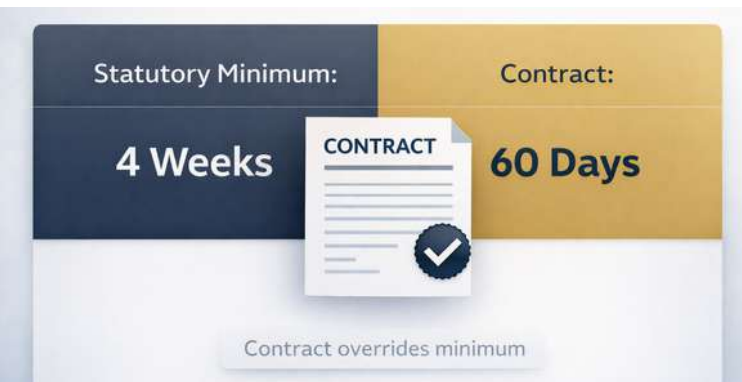 Statutory Minimum:
Contract:
4 Weeks
CONTRACT
60 Days
Contract overrides minimum